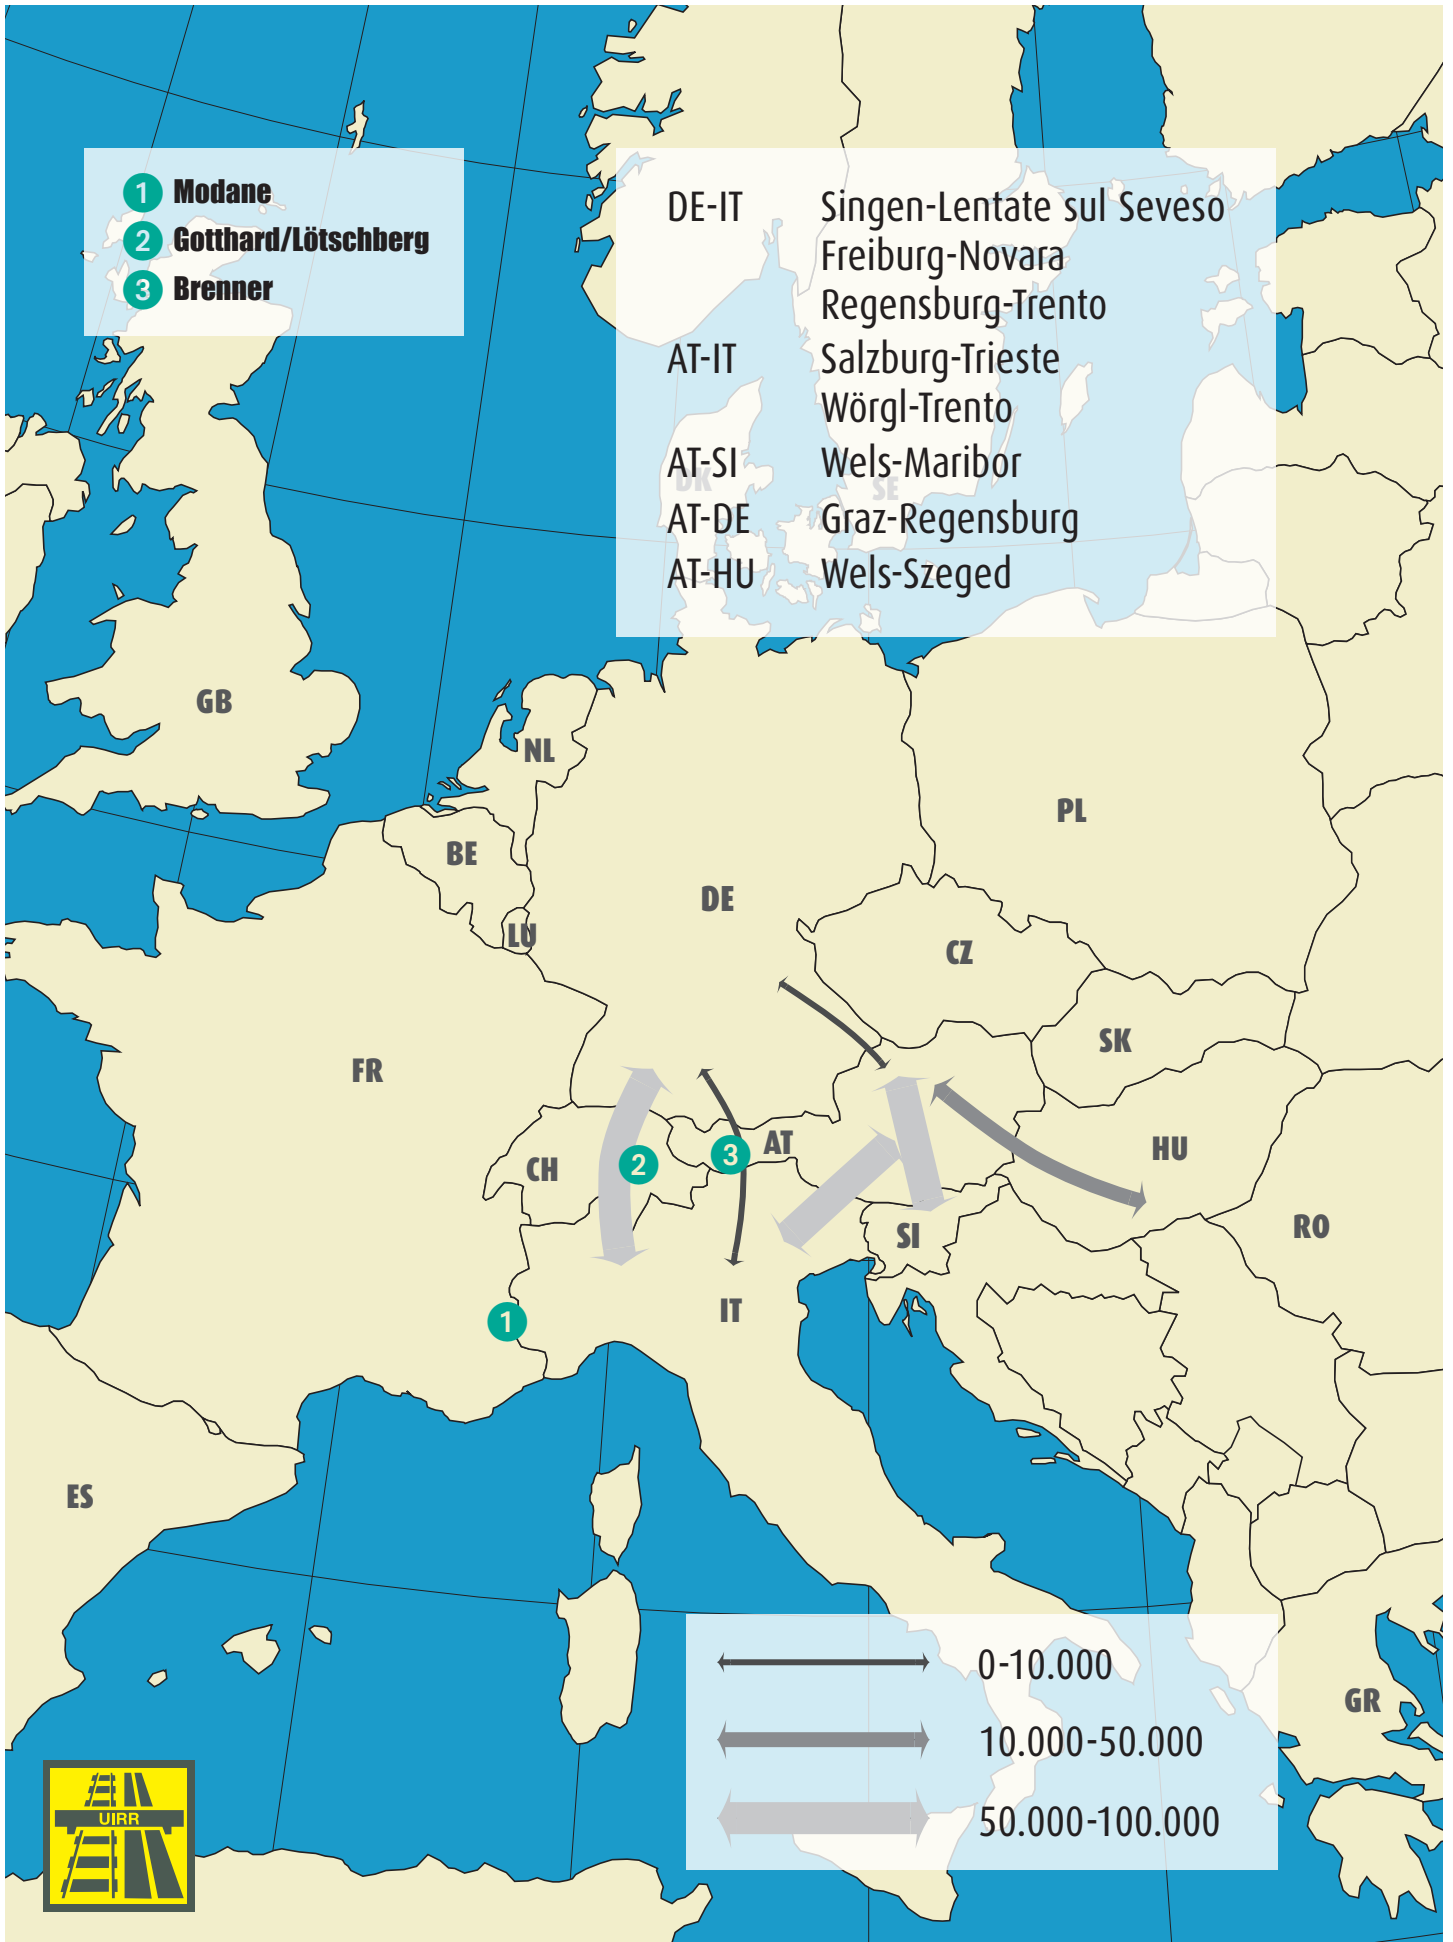 1 Modane
2 Gotthard/Lötschberg
3 Brenner
DE-IT Singen-Lentate sul Seveso
Freiburg-Novara
Regensburg-Trento
AT-IT Salzburg-Trieste
Wörgl-Trento
AT-SI Wels-Maribor
AT-DE Graz-Regensburg
AT-HU Wels-Szeged
DK
SE
GB
NL
PL
BE
DE
LU
CZ
SK
FR
AT
HU
CH
2
3
SI
RO
IT
1
ES
GR
0-10.000
10.000-50.000
50.000-100.000
UIRR